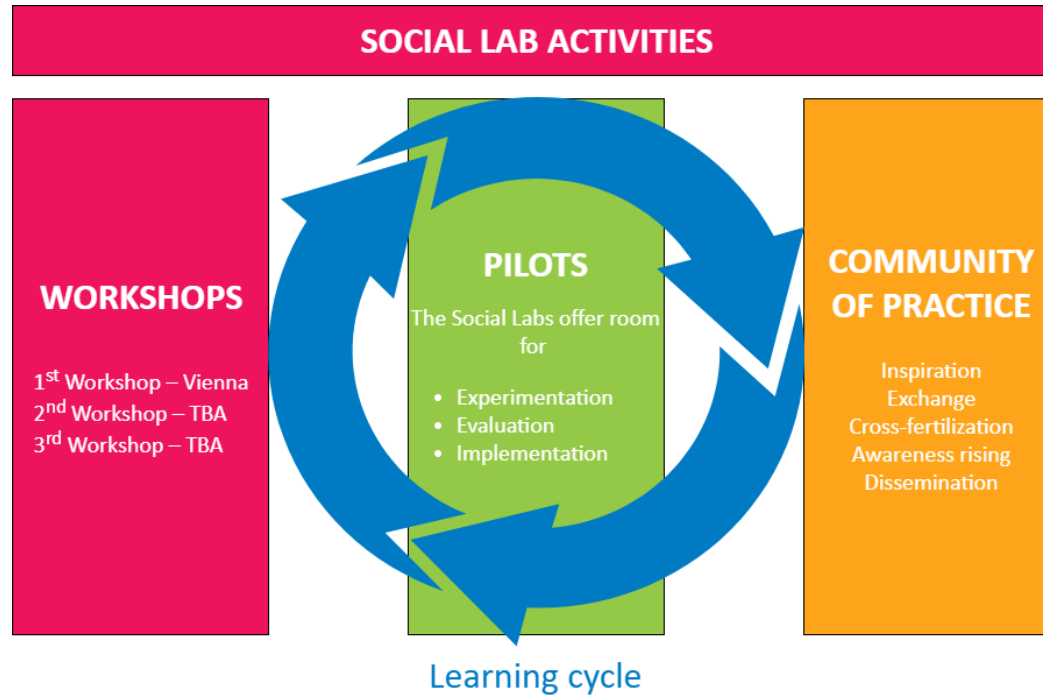 SOCIAL LAB ACTIVITIES
WORKSHOPS
1st Workshop – Vienna
2nd Workshop – TBA
3rd Workshop – TBA
PILOTS
The Social Labs offer room
for
• Experimentation
• Evaluation
• Implementation
COMMUNITY
OF PRACTICE
Inspiration
Exchange
Cross-fertilization
Awareness rising
Dissemination
Learning cycle